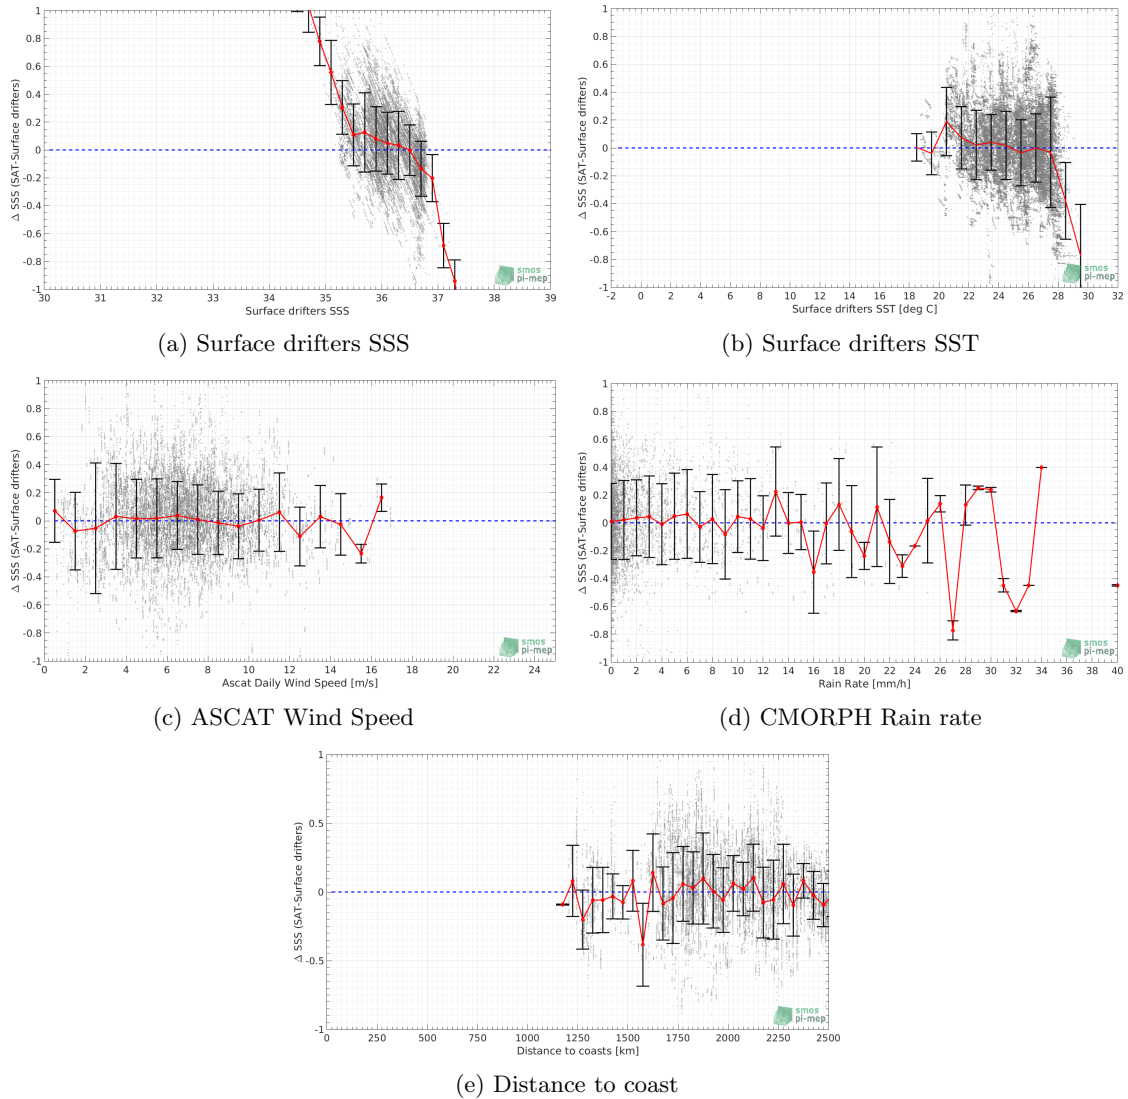 1
0.8
0.6
0.4
0.2
0
-0.2
-0.4
-0.6
-0.8
-1
Δ SSS (SAT-Surface drifters)
30 31 32 33 34 35 36 37 38 39
Surface drifters SSS
smos
pi-mep
(a) Surface drifters SSS
1
0.8
0.6
0.4
0.2
0
-0.2
-0.4
-0.6
-0.8
-1
Δ SSS (SAT-Surface drifters)
-2 0 2 4 6 8 10 12 14 16 18 20 22 24 26 28 30 32
Surface drifters SST [deg C]
smos
pi-mep
(b) Surface drifters SST
1
0.8
0.6
0.4
0.2
0
-0.2
-0.4
-0.6
-0.8
-1
Δ SSS (SAT-Surface drifters)
0 2 4 6 8 10 12 14 16 18 20 22 24
Ascat Daily Wind Speed [m/s]
smos
pi-mep
(c) ASCAT Wind Speed
1
0.8
0.6
0.4
0.2
0
-0.2
-0.4
-0.6
-0.8
-1
Δ SSS (SAT-Surface drifters)
0 2 4 6 8 10 12 14 16 18 20 22 24 26 28 30 32 34 36 38 40
Rain Rate [mm/h]
smos
pi-mep
(d) CMORPH Rain rate
1
0.5
0
-0.5
-1
Δ SSS (SAT-Surface drifters)
0 250 500 750 1000 1250 1500 1750 2000 2250 2500
Distance to coasts [km]
smos
pi-mep
(e) Distance to coast